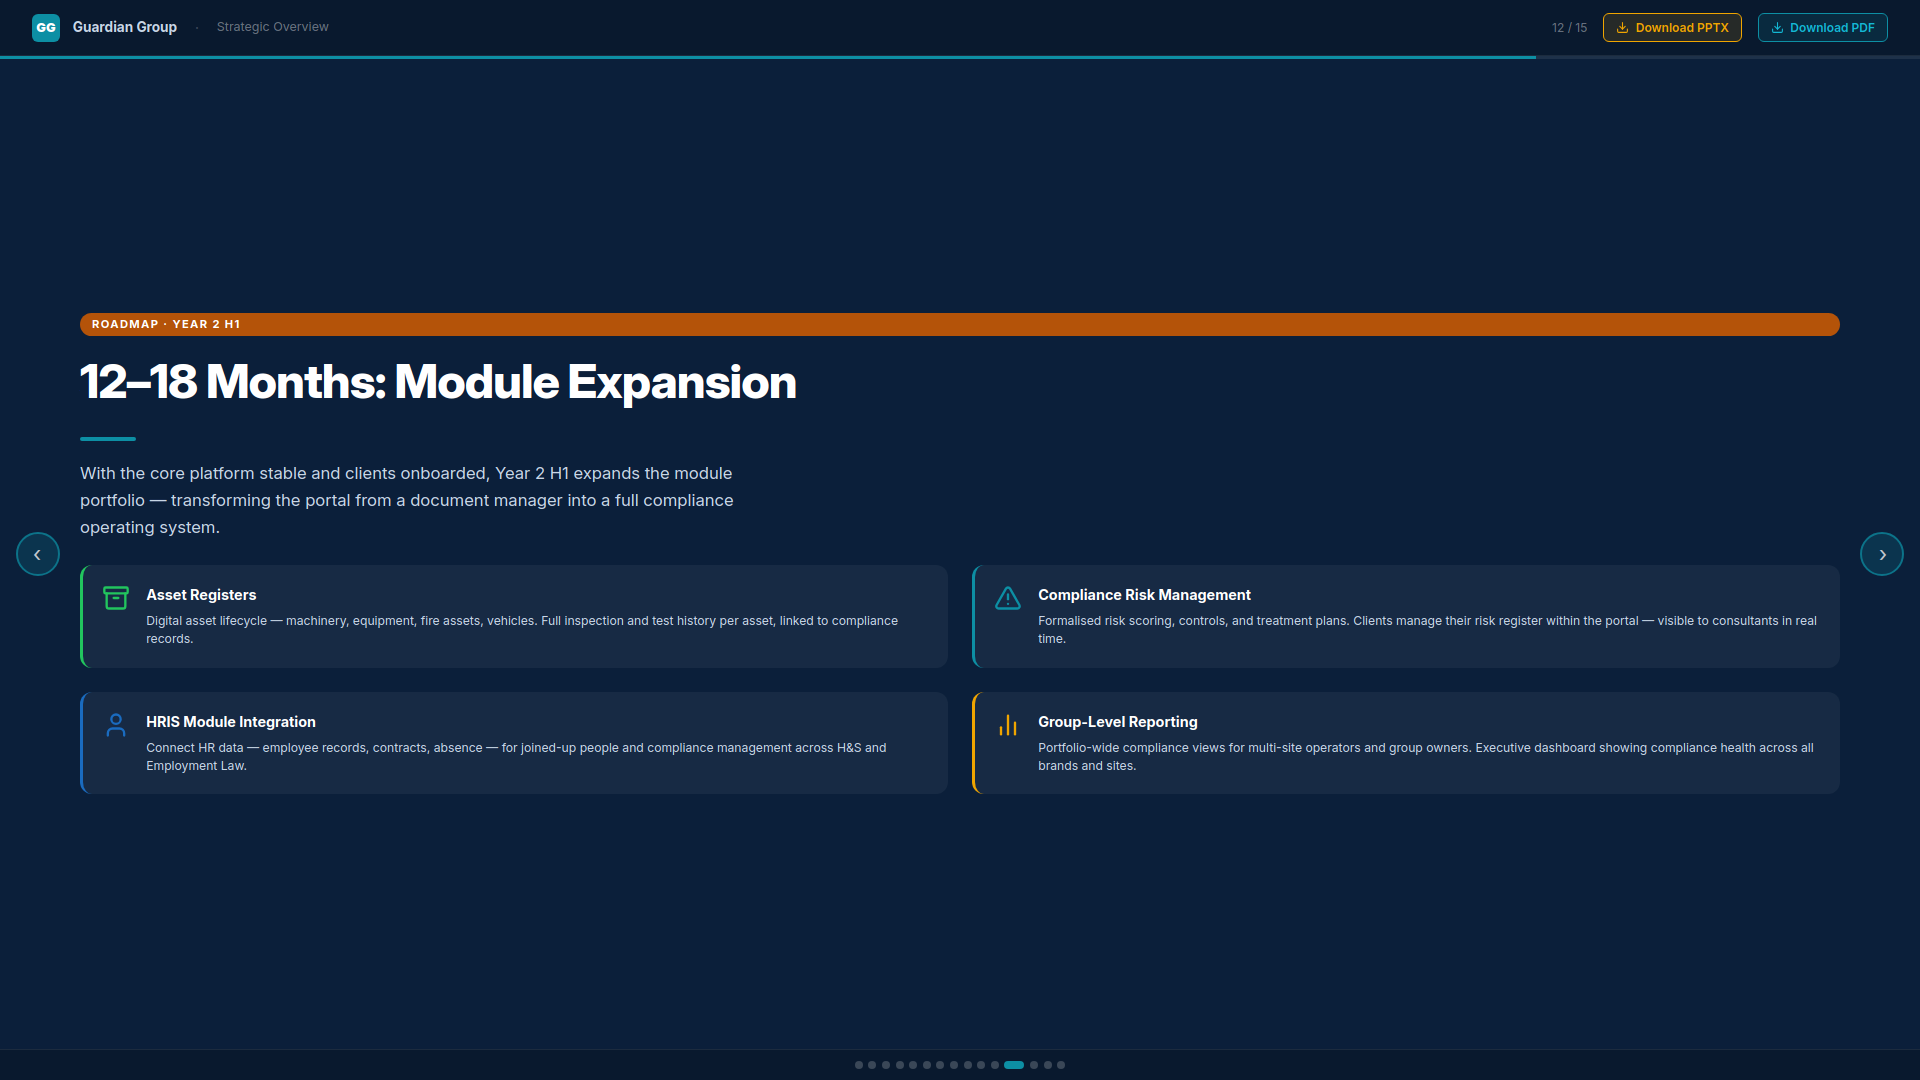 GG Guardian Group · Strategic Overview 12 / 15 Download PPTX Download PDF
ROADMAP · YEAR 2 H1
12–18 Months: Module Expansion
With the core platform stable and clients onboarded, Year 2 H1 expands the module
portfolio — transforming the portal from a document manager into a full compliance
operating system.
‹
›
Asset Registers
Digital asset lifecycle — machinery, equipment, fire assets, vehicles. Full inspection and test history per asset, linked to compliance
records.
Compliance Risk Management
Formalised risk scoring, controls, and treatment plans. Clients manage their risk register within the portal — visible to consultants in real
time.
HRIS Module Integration
Connect HR data — employee records, contracts, absence — for joined-up people and compliance management across H&S and
Employment Law.
Group-Level Reporting
Portfolio-wide compliance views for multi-site operators and group owners. Executive dashboard showing compliance health across all
brands and sites.